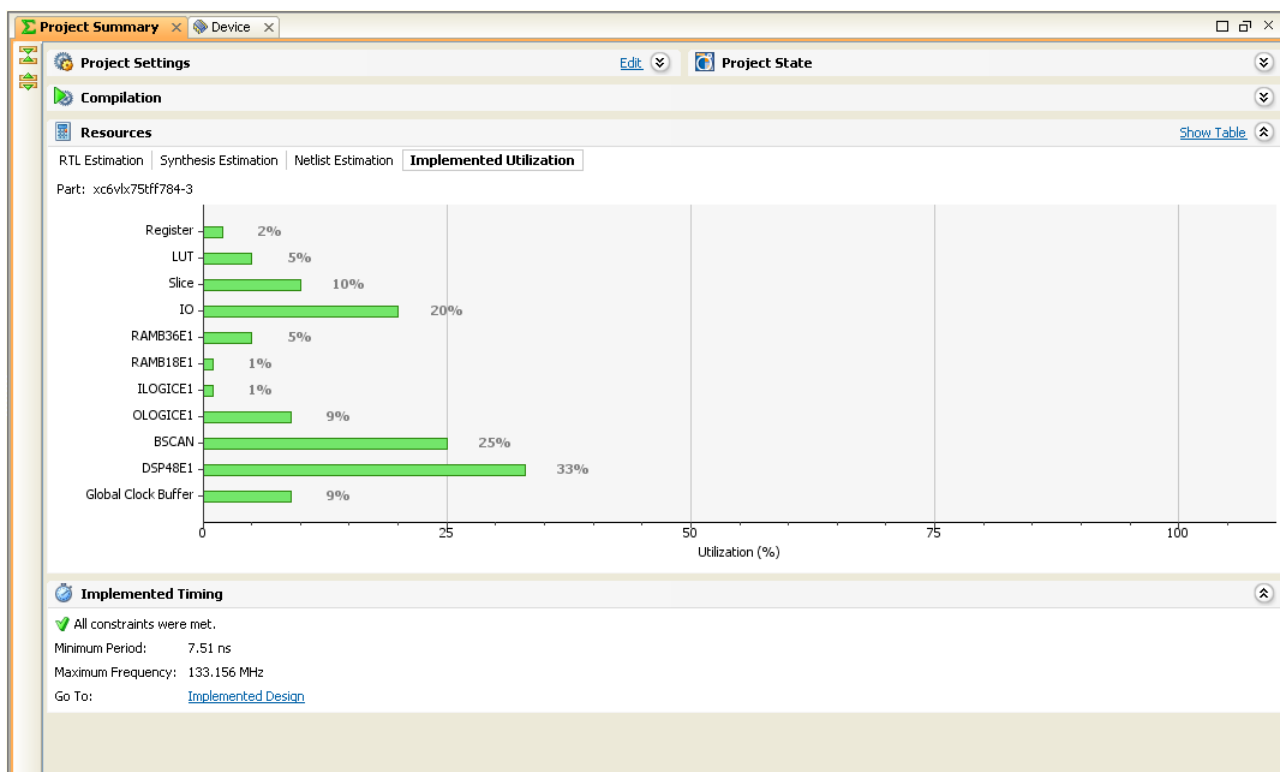 Project Summary Device
Project Settings Edit Project State
Compilation
Resources Show Table
RTL Estimation Synthesis Estimation Netlist Estimation Implemented Utilization
Part: xc6vlx75tff784-3
Register 2%
LUT 5%
Slice 10%
IO 20%
RAMB36E1 5%
RAMB18E1 1%
ILOGICE1 1%
OLOGICE1 9%
BSCAN 25%
DSP48E1 33%
Global Clock Buffer 9%
0 25 50 75 100
Utilization (%)
Implemented Timing
All constraints were met.
Minimum Period: 7.51 ns
Maximum Frequency: 133.156 MHz
Go To: Implemented Design